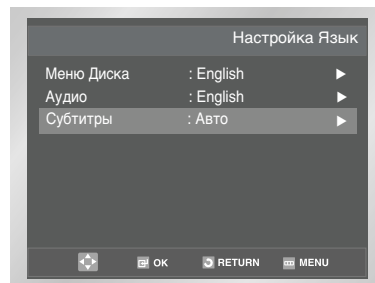 Настройка Язык
Меню Диска : English ►
Аудио : English ►
Субтитры : Авто ►
OK RETURN MENU